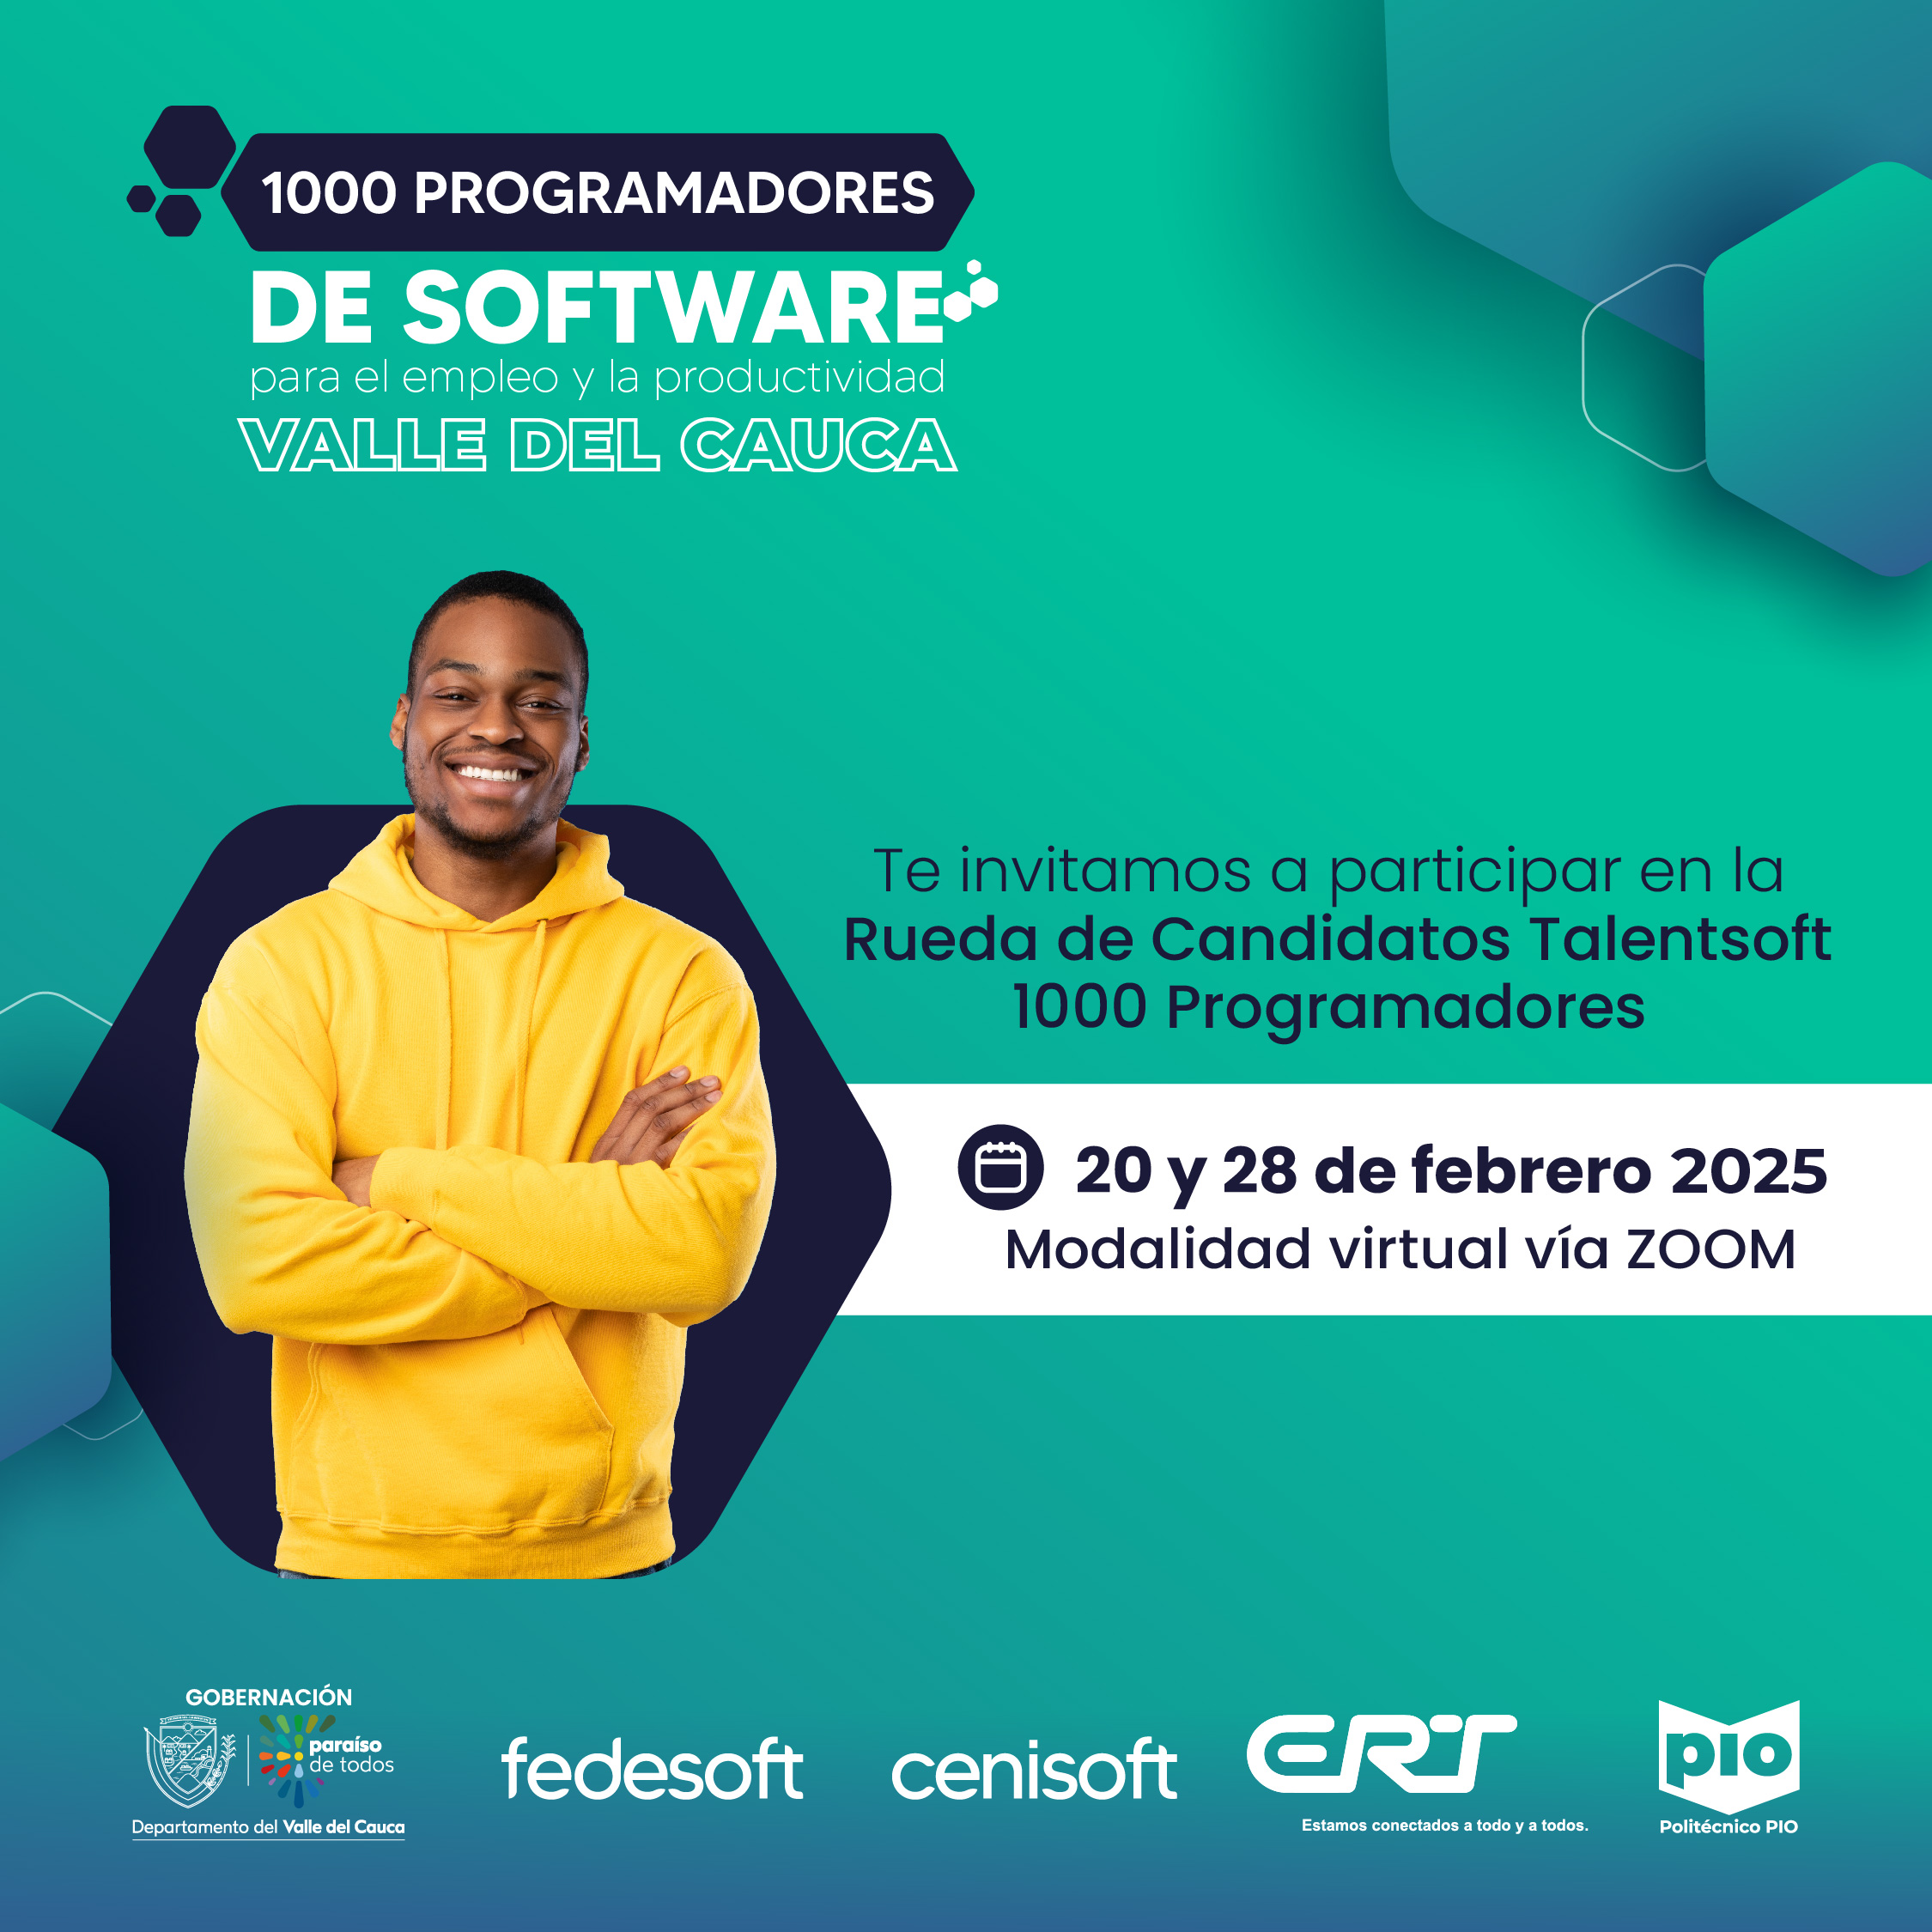 1000 PROGRAMADORES
DE SOFTWARE
para el empleo y la productividad
VALLE DEL CAUCA
Te invitamos a participar en la
Rueda de Candidatos Talentsoft
1000 Programadores
20 y 28 de febrero 2025
Modalidad virtual vía ZOOM
GOBERNACIÓN
paraíso
de todos
Departamento del Valle del Cauca
fedesoft
cenisoft
ERT
Estamos conectados a todo y a todos.
pio
Politécnico PIO